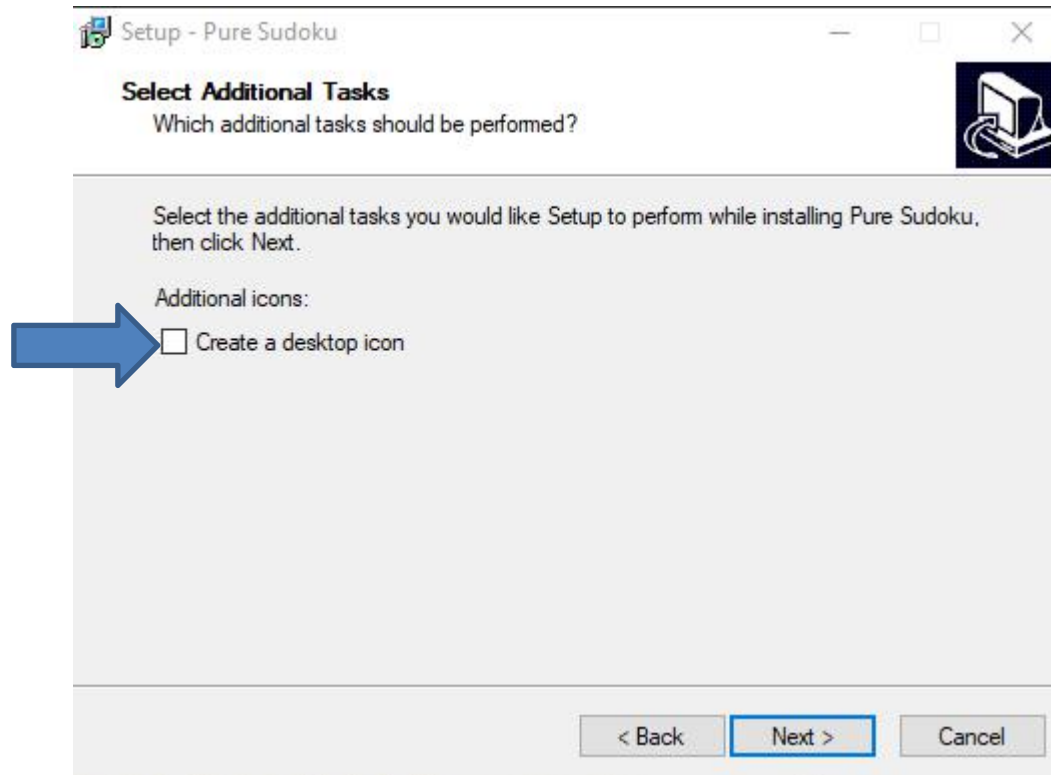 Setup - Pure Sudoku
Select Additional Tasks
Which additional tasks should be performed?
Select the additional tasks you would like Setup to perform while installing Pure Sudoku,
then click Next.
Additional icons:
Create a desktop icon
< Back Next > Cancel